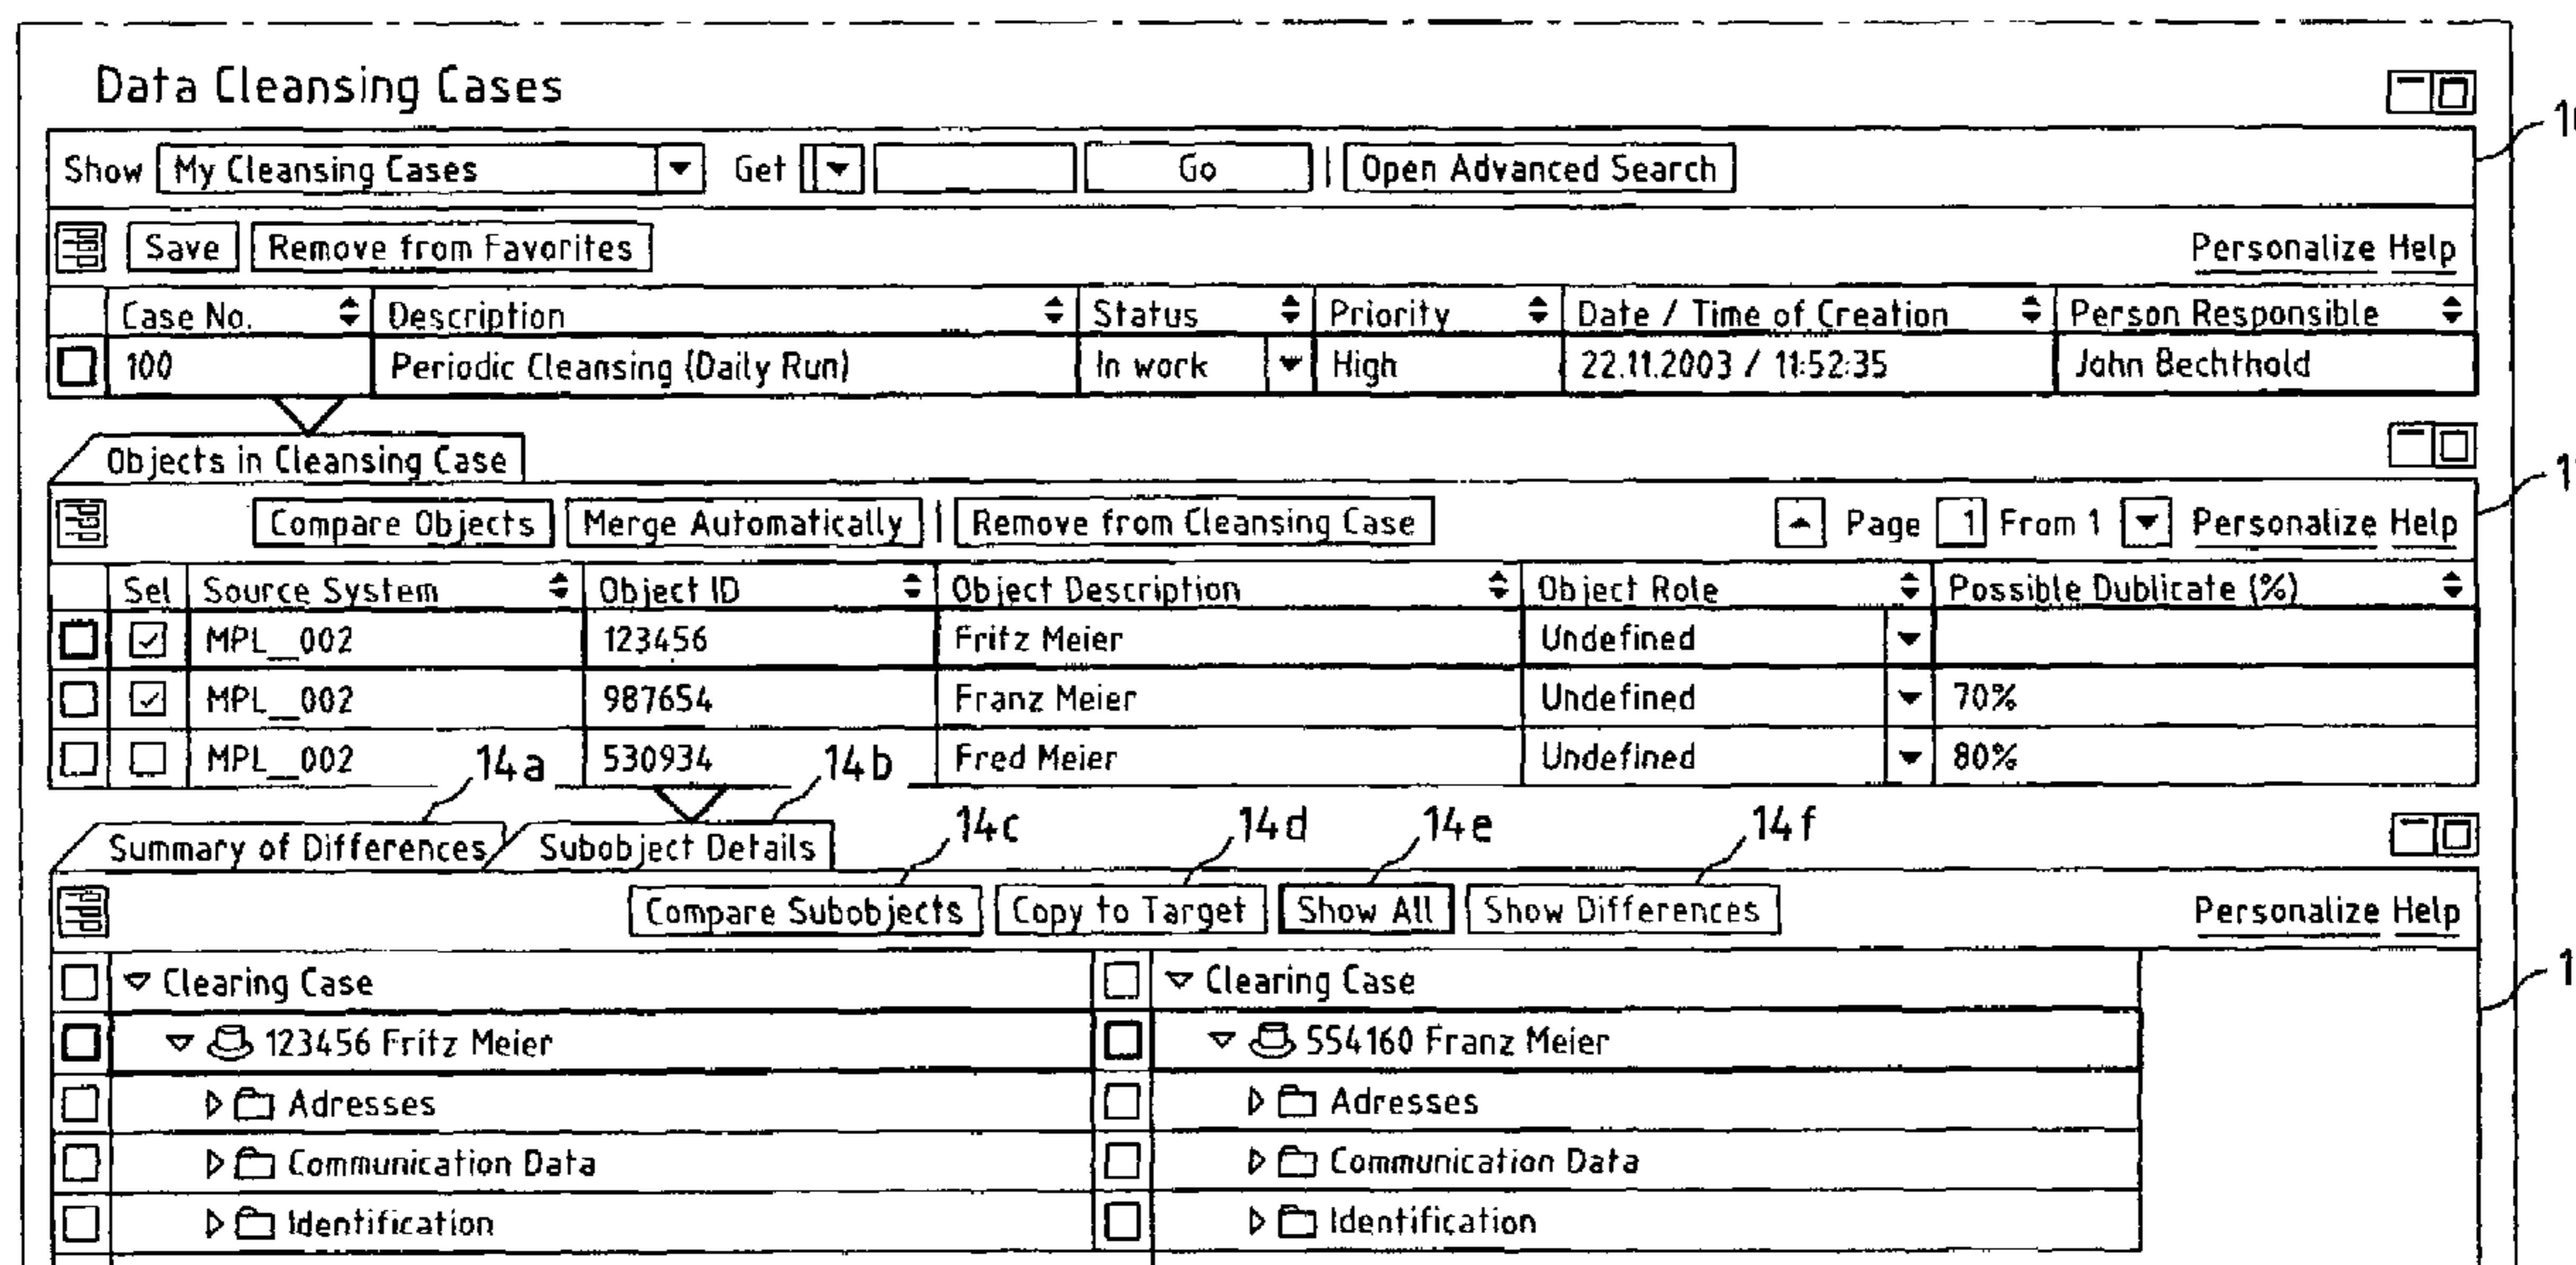 Data Cleansing Cases
Show My Cleansing Cases Get Go Open Advanced Search
Save Remove from Favorites Personalize Help
Case No. Description Status Priority Date / Time of Creation Person Responsible
100 Periodic Cleansing (Daily Run) In work High 22.11.2003 / 11:52:35 John Bechthold
Objects in Cleansing Case
Compare Objects Merge Automatically Remove from Cleansing Case Page 1 From 1 Personalize Help
Sel Source System Object ID Object Description Object Role Possible Dublicate (%)
MPL_002 123456 Fritz Meier Undefined
MPL_002 987654 Franz Meier Undefined 70%
MPL_002 530934 Fred Meier Undefined 80%
14a 14b
14c 14d 14e 14f
Summary of Differences Subobject Details
Compare Subobjects Copy to Target Show All Show Differences Personalize Help
Clearing Case Clearing Case
123456 Fritz Meier 554160 Franz Meier
Adresses Adresses
Communication Data Communication Data
Identification Identification